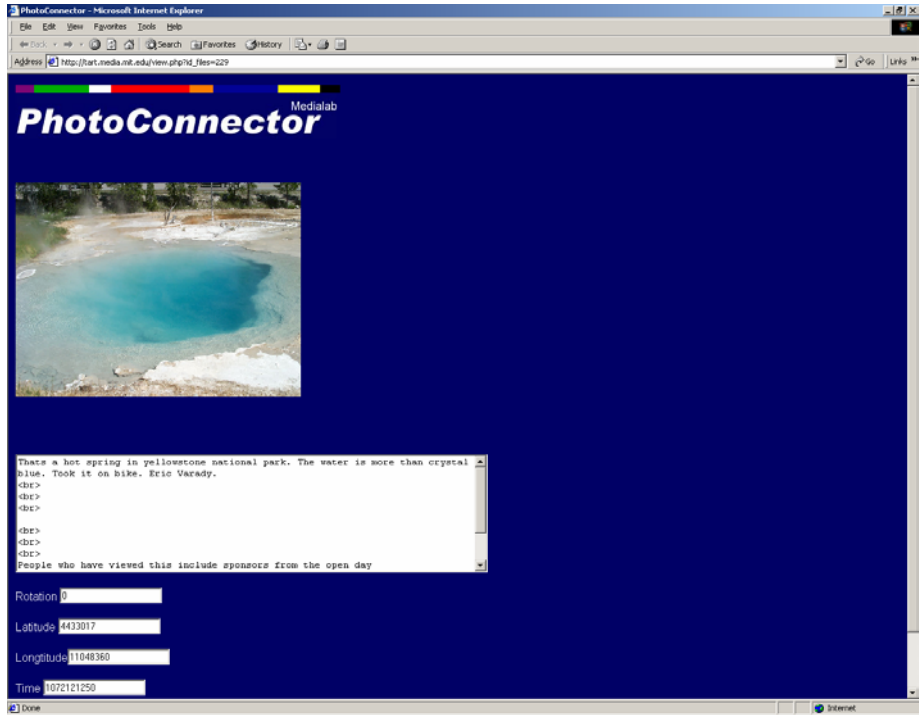 PhotoConnector - Microsoft Internet Explorer
File Edit View Favorites Tools Help
Back Search Favorites History
Address http://tart.media.mit.edu/view.php?id_files=229 Go Links »
Medialab
PhotoConnector
Thats a hot spring in yellowstone national park. The water is more than crystal
blue. Took it on bike. Eric Varady.
<br>
<br>
<br>
<br>
<br>
<br>
People who have viewed this include sponsors from the open day
Rotation 0
Latitude 4433017
Longtitude 11048360
Time 1072121250
Done Internet